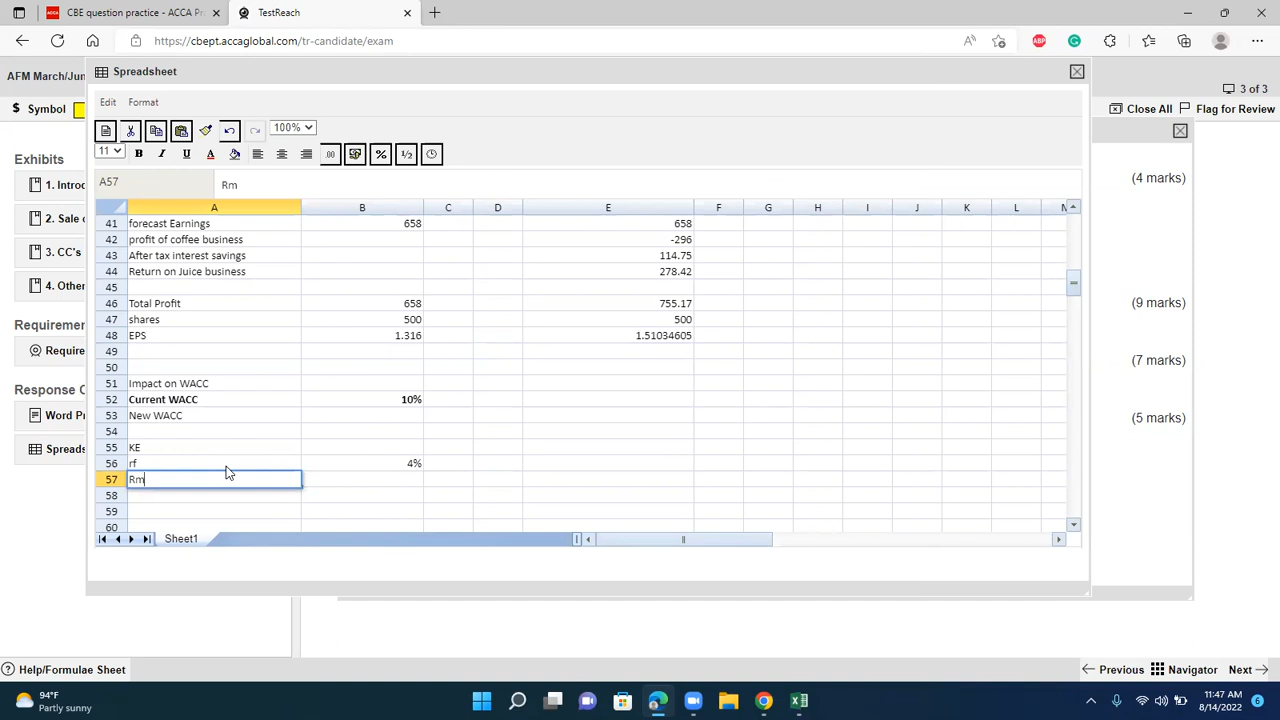 CBE question practice - ACCA Pr
TestReach
https://cbept.accaglobal.com/tr-candidate/exam
AFM March/Jun
Spreadsheet
3 of 3
$ Symbol
Edit Format
Close All Flag for Review
100%
11 B I U A .00 % 1/2
Exhibits
A57 Rm
1. Introc
2. Sale c
3. CC's
4. Other
Requiremer
Require
Response O
Word Pr
Spreads
(4 marks)
(9 marks)
(7 marks)
(5 marks)
A B C D E F G H I J K L M
41 forecast Earnings 658 658
42 profit of coffee business -296
43 After tax interest savings 114.75
44 Return on Juice business 278.42
45
46 Total Profit 658 755.17
47 shares 500 500
48 EPS 1.316 1.51034605
49
50
51 Impact on WACC
52 Current WACC 10%
53 New WACC
54
55 KE
56 rf 4%
57 Rm
58
59
60
Sheet1
Help/Formulae Sheet
Previous Navigator Next
94°F
Partly sunny
11:47 AM
8/14/2022
6